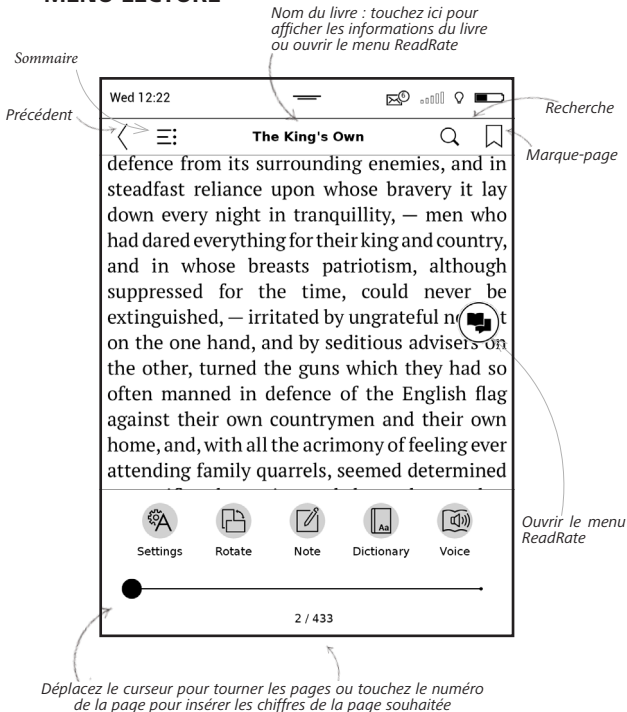 MENU LECTURE
Nom du livre : touchez ici pour
afficher les informations du livre
ou ouvrir le menu ReadRate
Sommaire
Précédent
Recherche
Marque-page
Wed 12:22
6
The King's Own
defence from its surrounding enemies, and in
steadfast reliance upon whose bravery it lay
down every night in tranquillity, — men who
had dared everything for their king and country,
and in whose breasts patriotism, although
suppressed for the time, could never be
extinguished, — irritated by ungrateful
on the one hand, and by seditious advisers on
the other, turned the guns which they had so
often manned in defence of the English flag
against their own countrymen and their own
home, and, with all the acrimony of feeling ever
attending family quarrels, seemed determined
Ouvrir le menu
ReadRate
Settings
Rotate
Note
Dictionary
Voice
2 / 433
Déplacez le curseur pour tourner les pages ou touchez le numéro
de la page pour insérer les chiffres de la page souhaitée